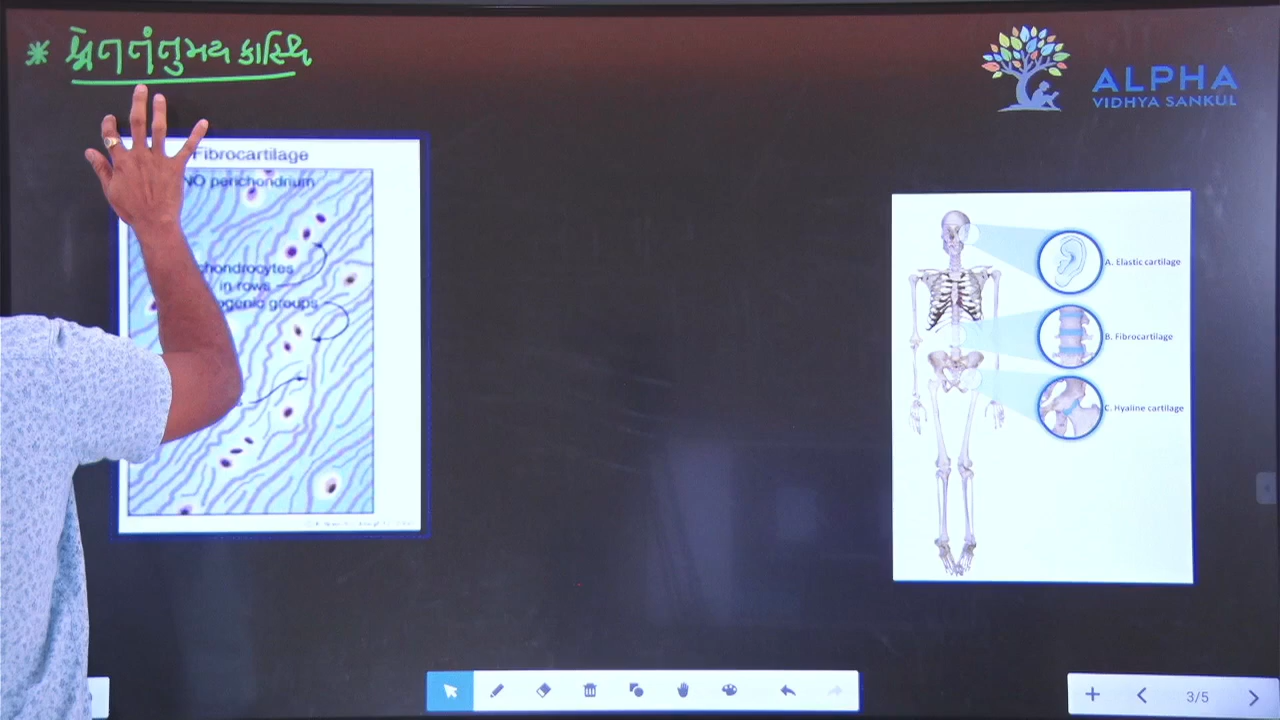 * શ્વેત તંતુમય કાસ્થિ
ALPHA
VIDHYA SANKUL
Fibrocartilage
NO perichondrium
chondrocytes
in rows
genic groups
A. Elastic cartilage
B. Fibrocartilage
C. Hyaline cartilage
3/5